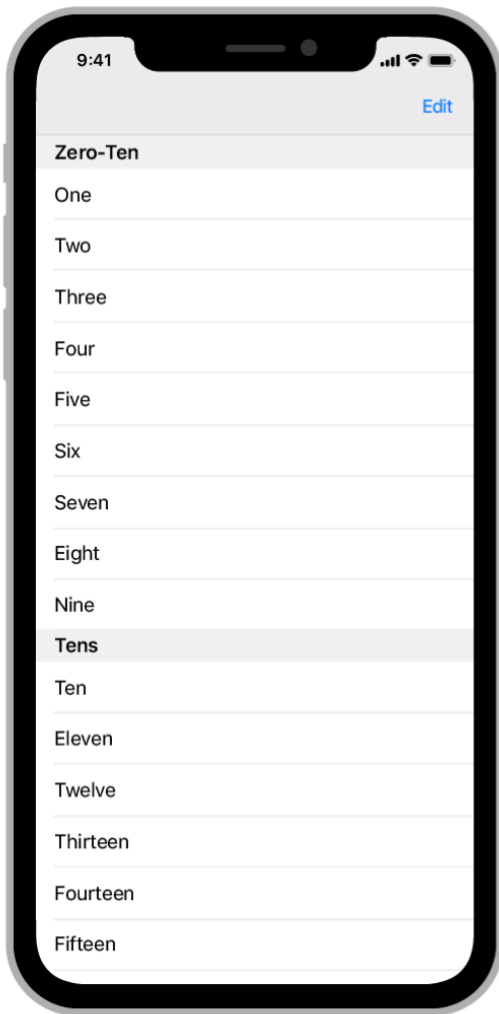 9:41
Edit
Zero-Ten
One
Two
Three
Four
Five
Six
Seven
Eight
Nine
Tens
Ten
Eleven
Twelve
Thirteen
Fourteen
Fifteen